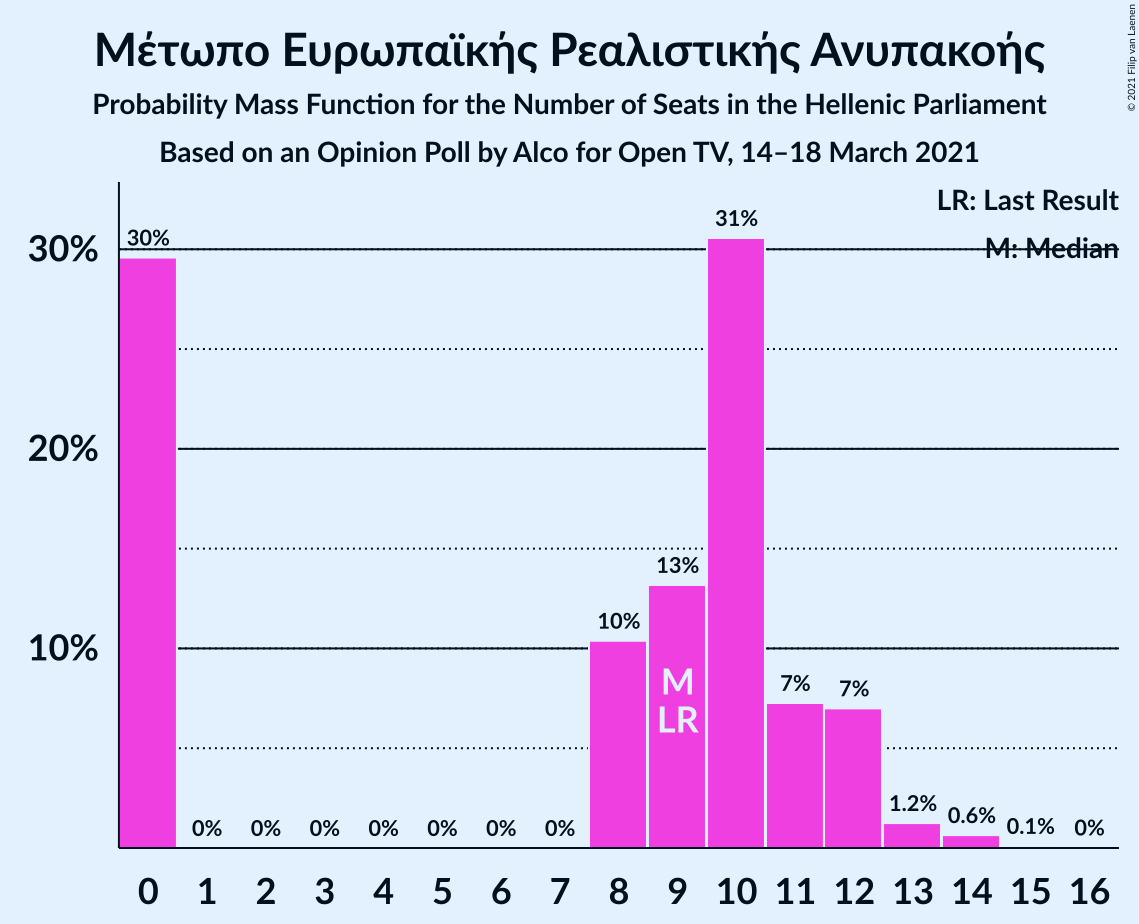 Μέτωπο Ευρωπαϊκής Ρεαλιστικής Ανυπακοής
Probability Mass Function for the Number of Seats in the Hellenic Parliament
Based on an Opinion Poll by Alco for Open TV, 14–18 March 2021
© 2021 Filip van Laenen
LR: Last Result
M: Median
30%
20%
10%
30%
0%
0%
0%
0%
0%
0%
0%
10%
13%
31%
7%
7%
1.2%
0.6%
0.1%
0%
M
LR
0 1 2 3 4 5 6 7 8 9 10 11 12 13 14 15 16